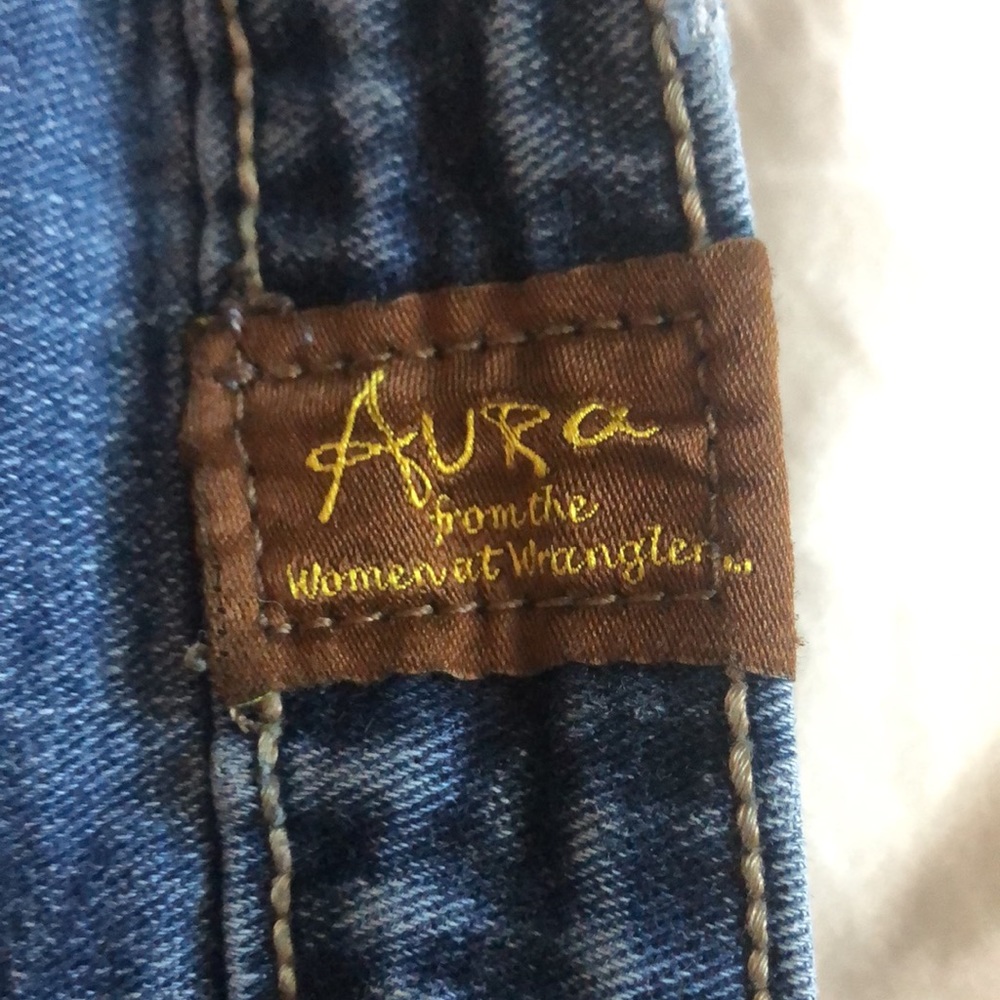 Aura
from the
Women at Wrangler...